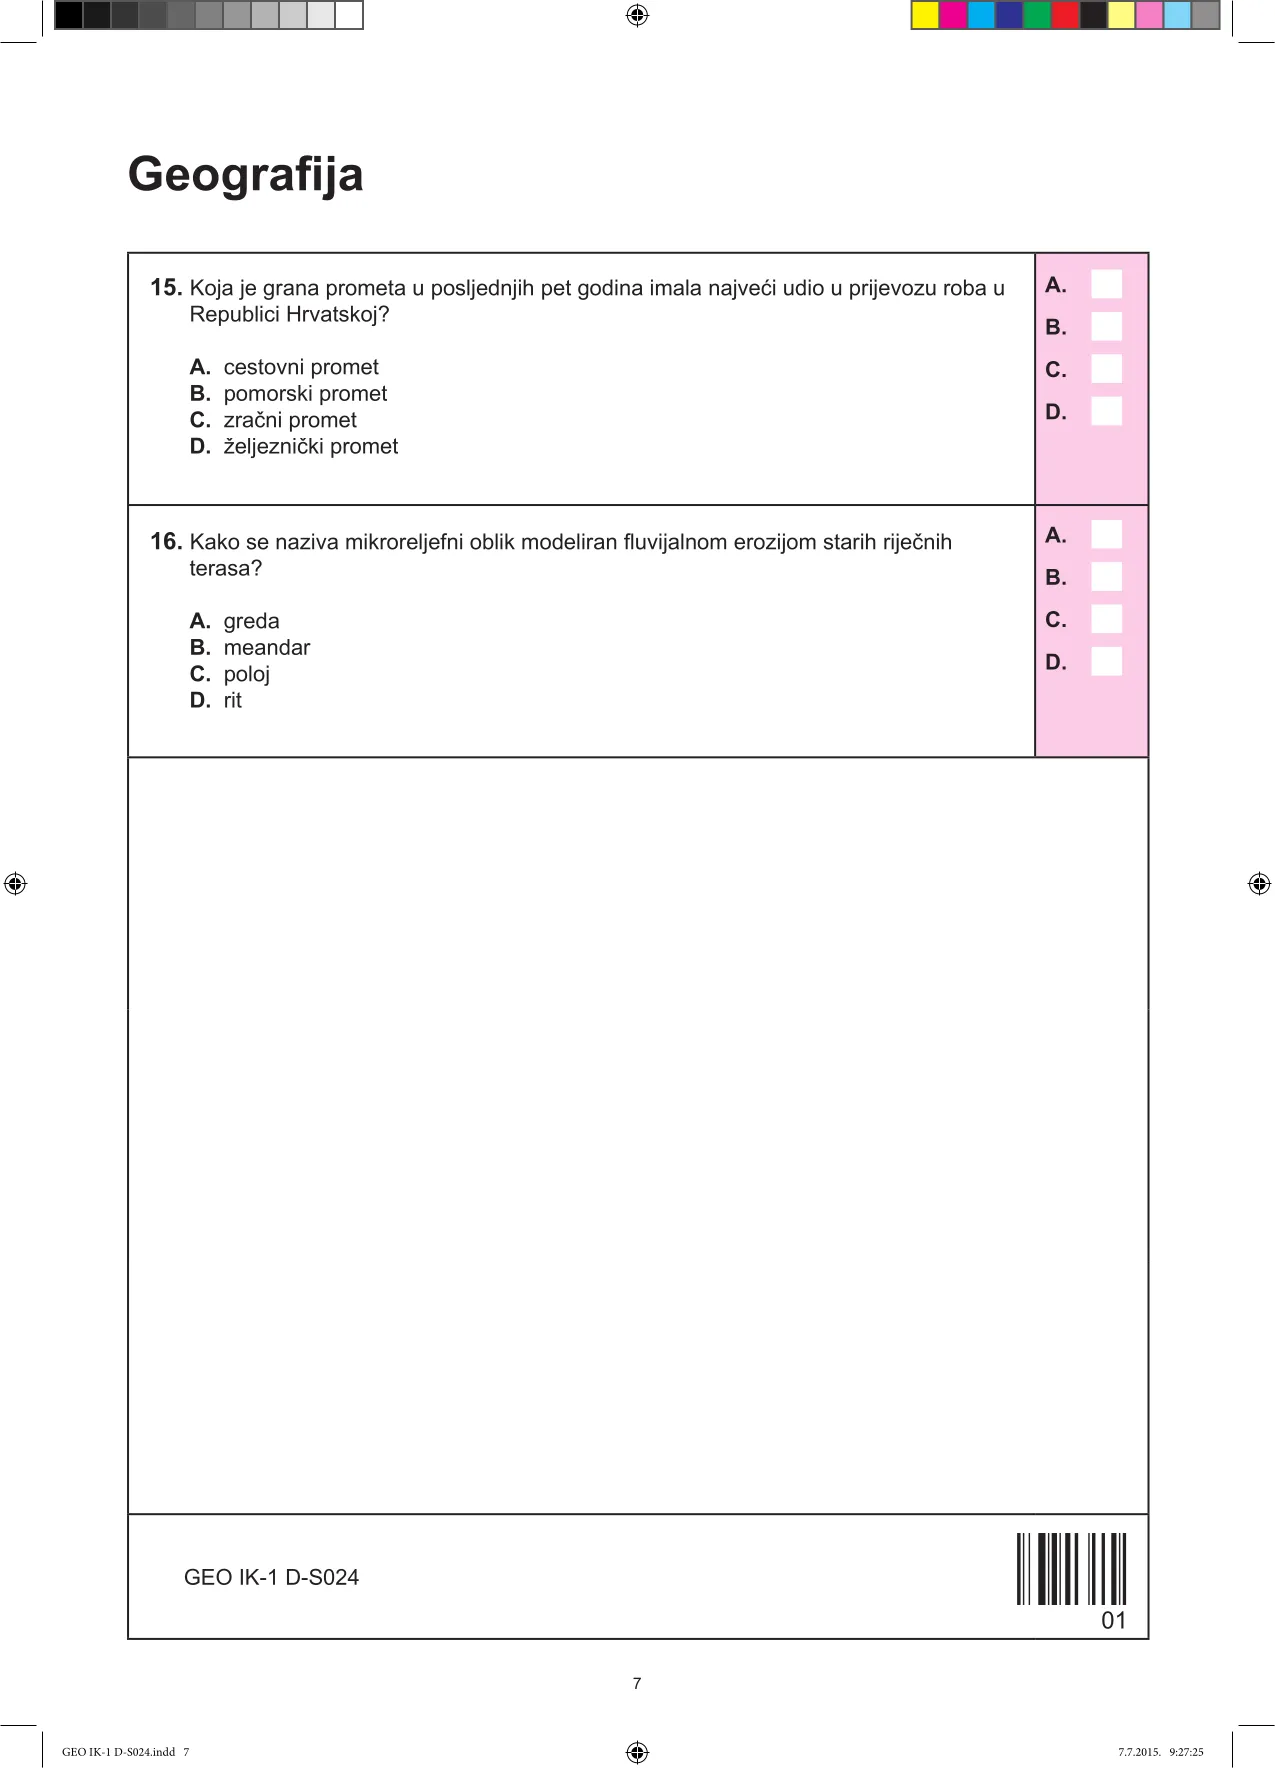 Geografija
15. Koja je grana prometa u posljednjih pet godina imala najveći udio u prijevozu roba u
Republici Hrvatskoj?
A. cestovni promet
B. pomorski promet
C. zračni promet
D. željeznički promet
A.
B.
C.
D.
16. Kako se naziva mikroreljefni oblik modeliran fluvijalnom erozijom starih riječnih
terasa?
A. greda
B. meandar
C. poloj
D. rit
A.
B.
C.
D.
GEO IK-1 D-S024
01
7
GEO IK-1 D-S024.indd 7
7.7.2015. 9:27:25